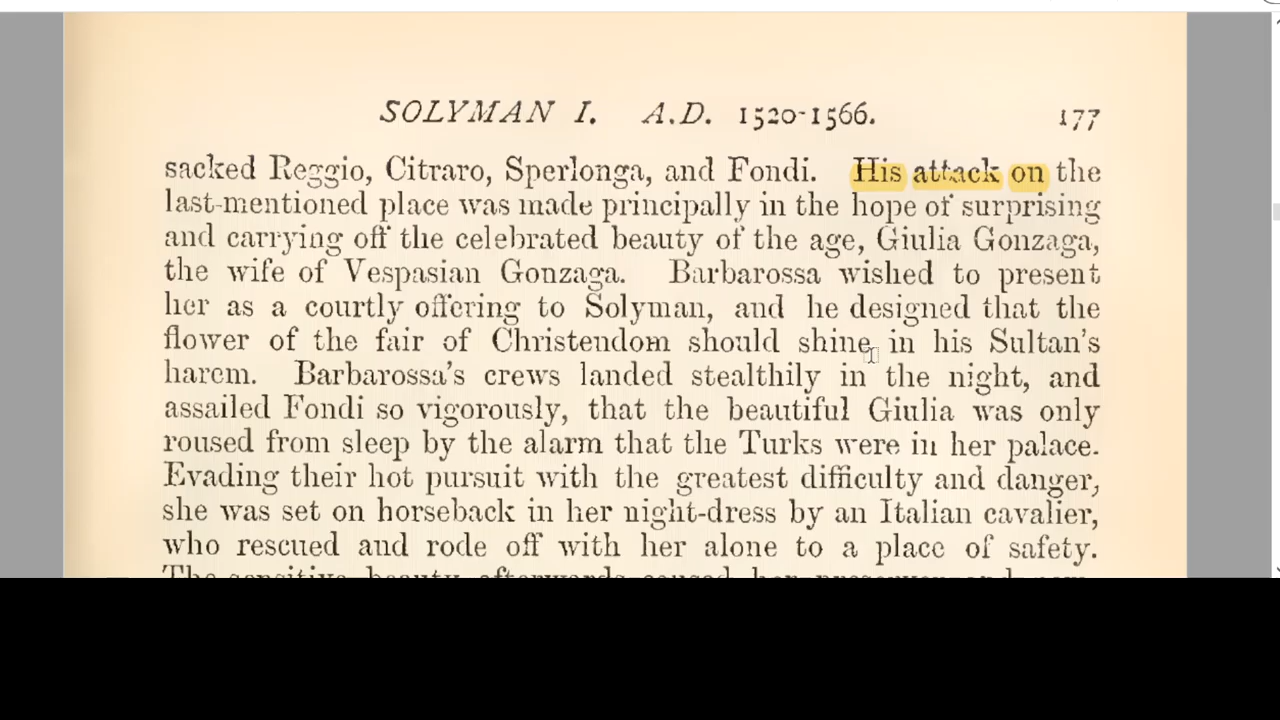 SOLYMAN I. A.D. 1520-1566. 177
sacked Reggio, Citraro, Sperlonga, and Fondi. His attack on the
last-mentioned place was made principally in the hope of surprising
and carrying off the celebrated beauty of the age, Giulia Gonzaga,
the wife of Vespasian Gonzaga. Barbarossa wished to present
her as a courtly offering to Solyman, and he designed that the
flower of the fair of Christendom should shine in his Sultan's
harem. Barbarossa's crews landed stealthily in the night, and
assailed Fondi so vigorously, that the beautiful Giulia was only
roused from sleep by the alarm that the Turks were in her palace.
Evading their hot pursuit with the greatest difficulty and danger,
she was set on horseback in her night-dress by an Italian cavalier,
who rescued and rode off with her alone to a place of safety.
The sensitive beauty afterwards caused her preserver